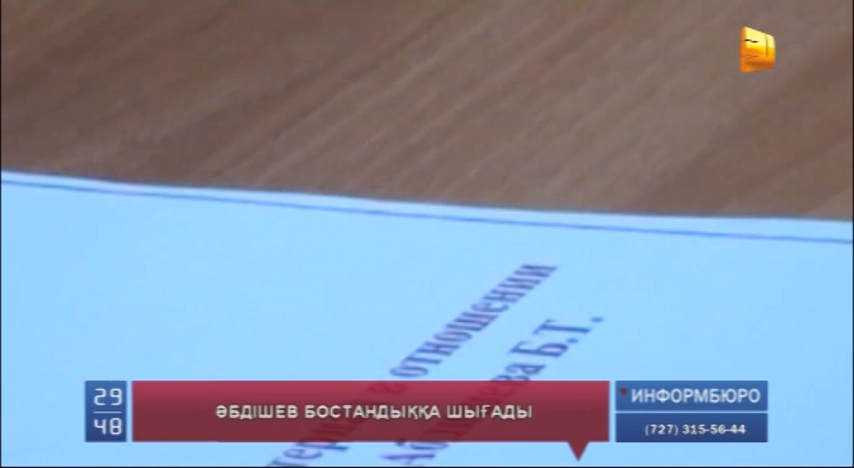 в отношении
Б.Т.
29
48
ӘБДІШЕВ БОСТАНДЫҚҚА ШЫҒАДЫ
ИНФОРМБЮРО
(727) 315-56-44